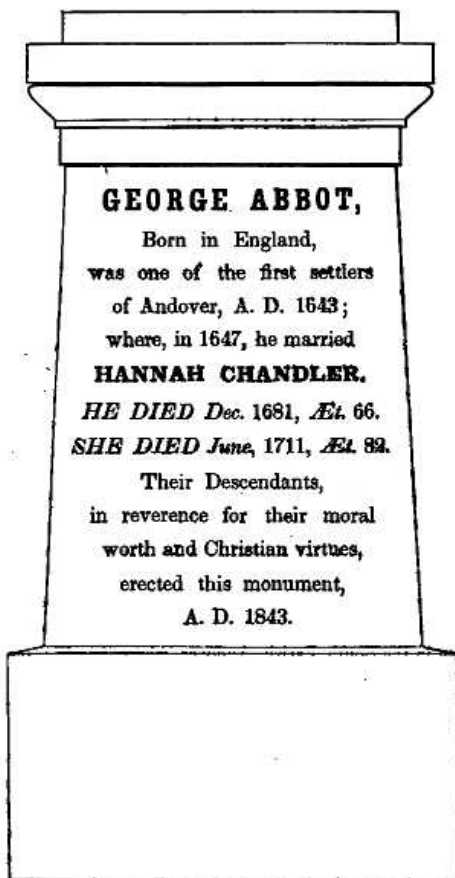 GEORGE ABBOT,
Born in England,
was one of the first settlers
of Andover, A. D. 1643;
where, in 1647, he married
HANNAH CHANDLER.
HE DIED Dec. 1681, Æt. 66.
SHE DIED June, 1711, Æt. 82.
Their Descendants,
in reverence for their moral
worth and Christian virtues,
erected this monument,
A. D. 1843.